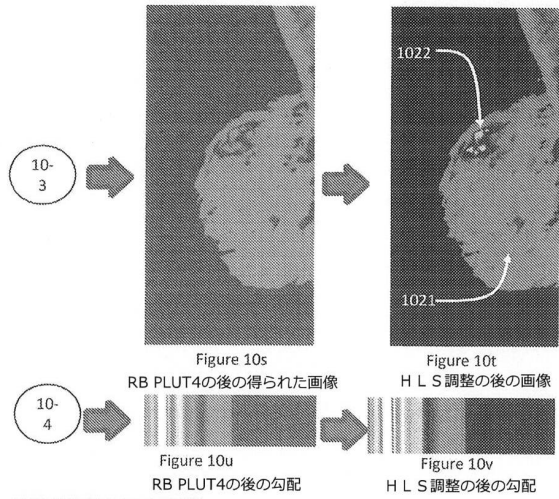 1022
10-
3
1021
Figure 10s
RB PLUT4の後の得られた画像
Figure 10t
ＨＬＳ調整の後の画像
10-
4
Figure 10u
RB PLUT4の後の勾配
Figure 10v
ＨＬＳ調整の後の勾配